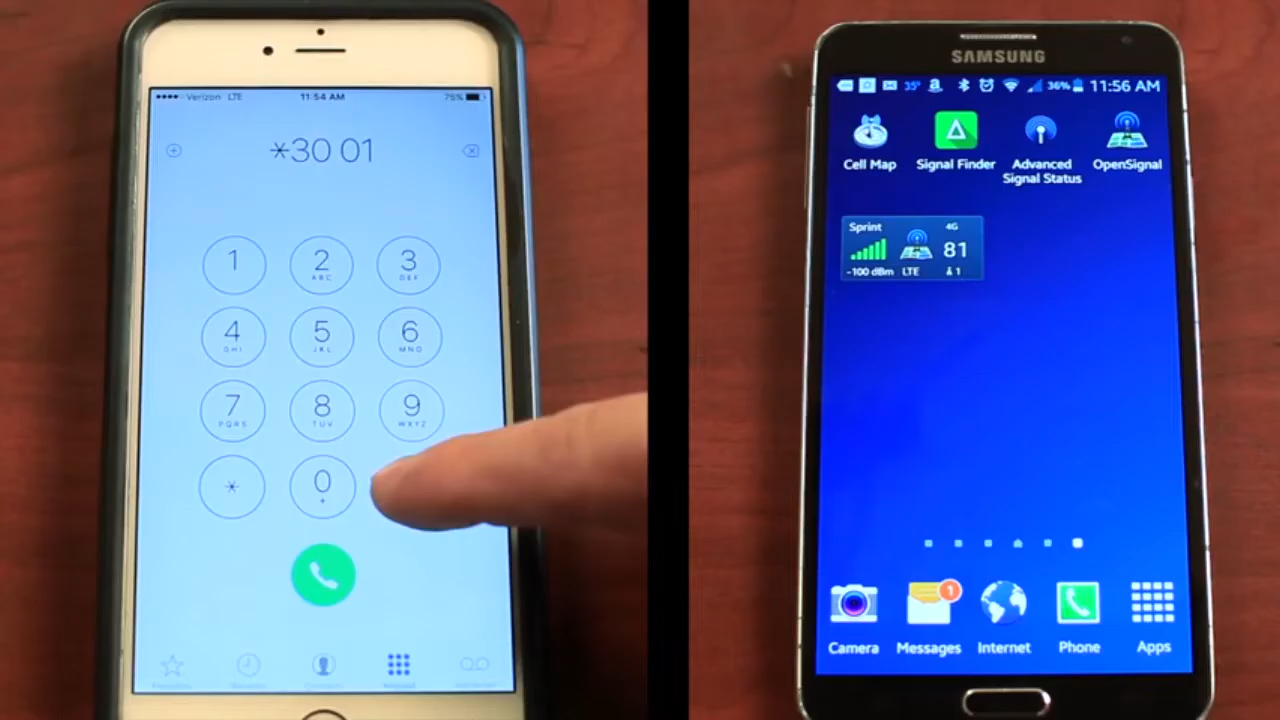 Verizon LTE 11:54 AM 75%
*30 01
1 2 3
ABC DEF
4 5 6
GHI JKL MNO
7 8 9
PQRS TUV WXYZ
* 0
+
Keypad
SAMSUNG
35° a 36% 11:56 AM
Cell Map Signal Finder Advanced Signal Status OpenSignal
Sprint 4G
81
-100 dBm LTE 1
1
Camera Messages Internet Phone Apps